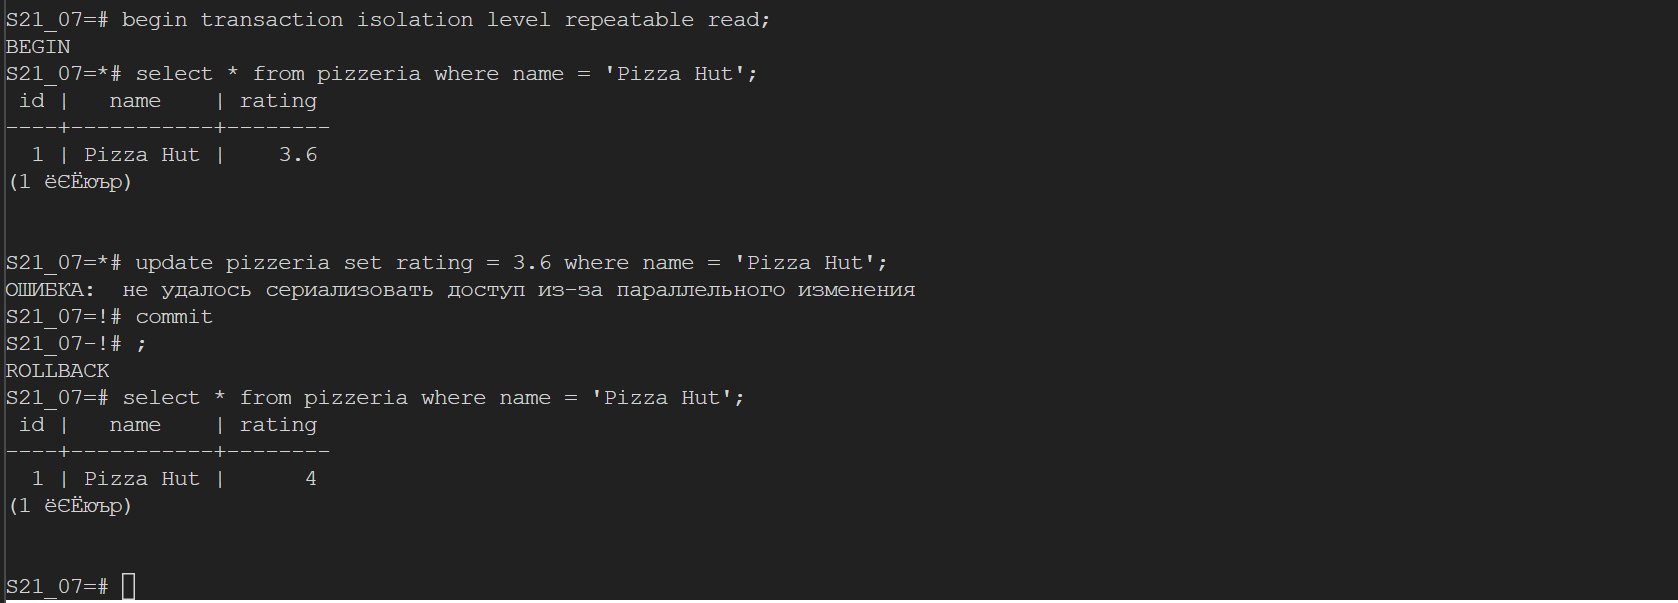 S21_07=# begin transaction isolation level repeatable read;
BEGIN
S21_07=*# select * from pizzeria where name = 'Pizza Hut';
 id |   name    | rating
----+-----------+--------
  1 | Pizza Hut |    3.6
(1 ёЄЁюър)
S21_07=*# update pizzeria set rating = 3.6 where name = 'Pizza Hut';
ОШИБКА:  не удалось сериализовать доступ из-за параллельного изменения
S21_07=!# commit
S21_07-!# ;
ROLLBACK
S21_07=# select * from pizzeria where name = 'Pizza Hut';
 id |   name    | rating
----+-----------+--------
  1 | Pizza Hut |      4
(1 ёЄЁюър)
S21_07=#